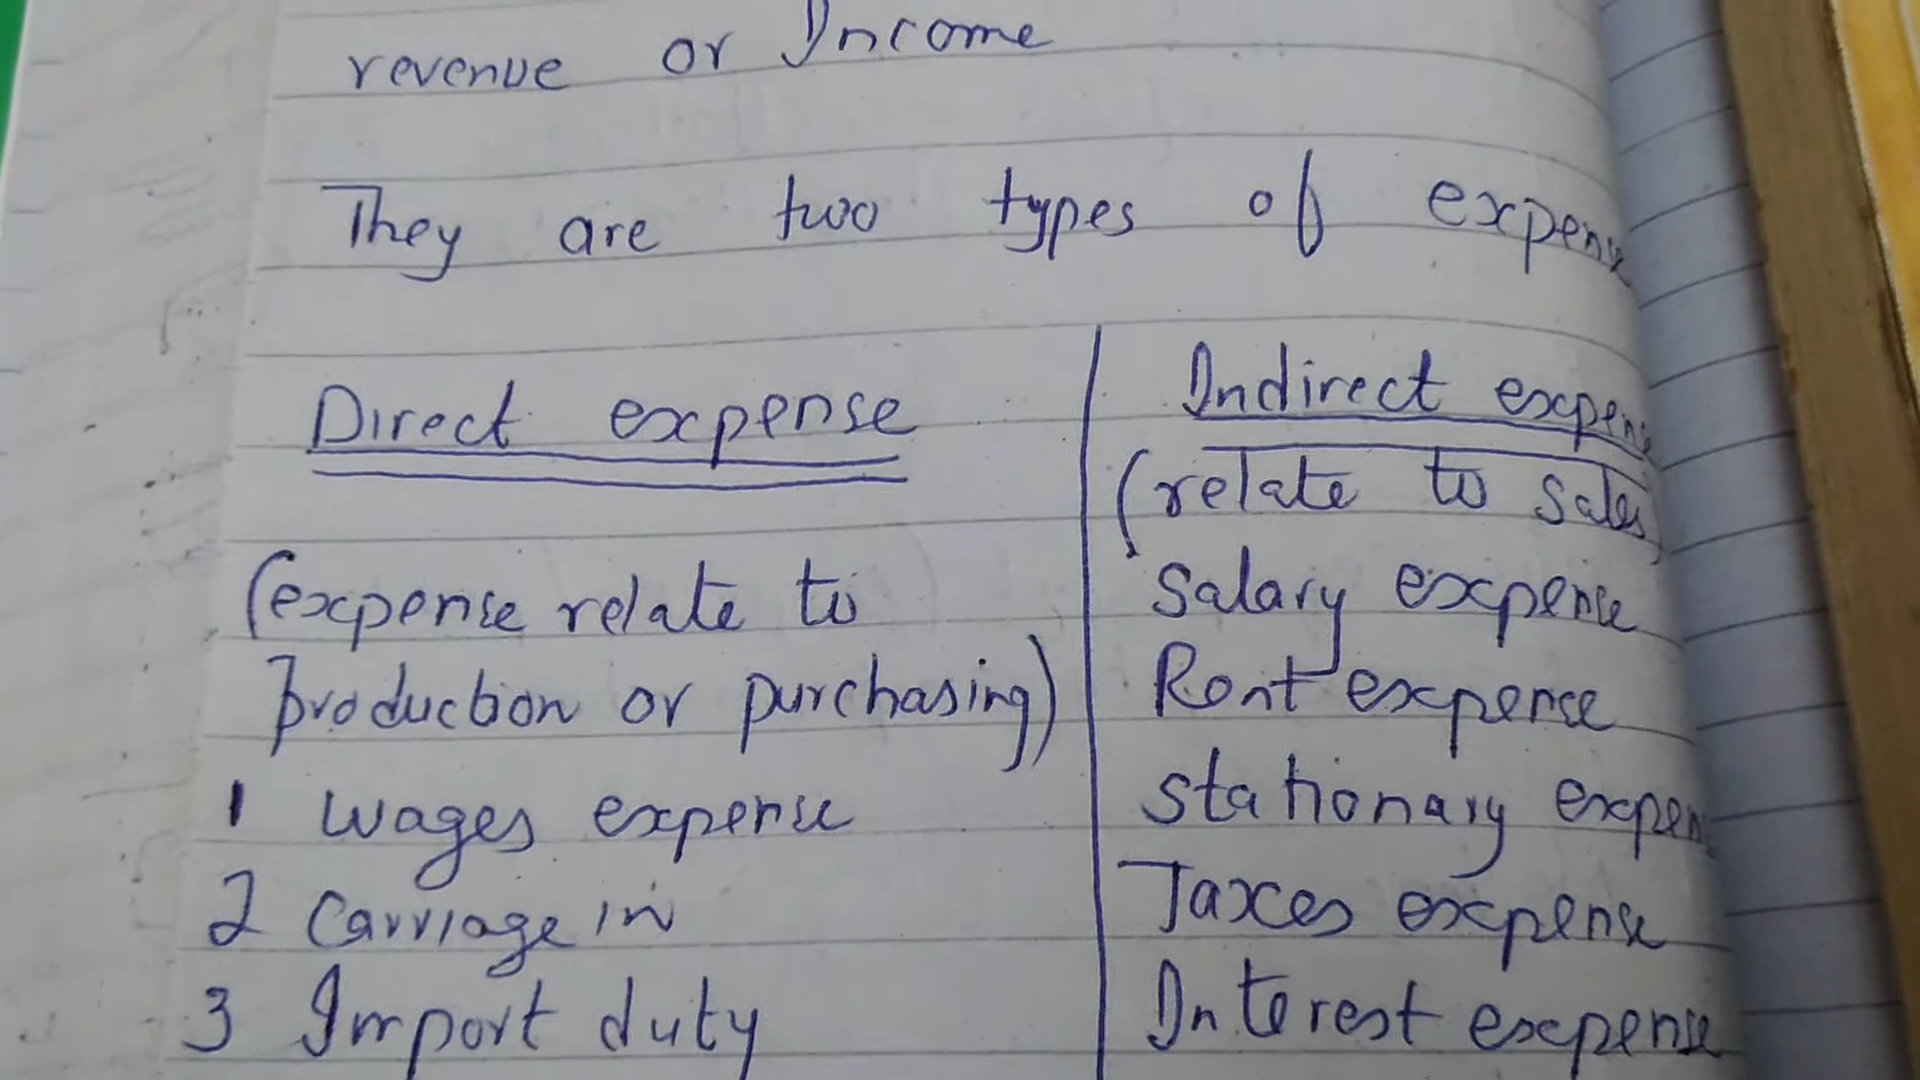 revenue or Income
They are two types of expense
Direct expense
(expense relate to
production or purchasing)
1 wages expense
2 Carriage in
3 Import duty
Indirect expense
(relate to sales)
Salary expense
Rent expense
stationary expen
Taxes expense
Interest expense